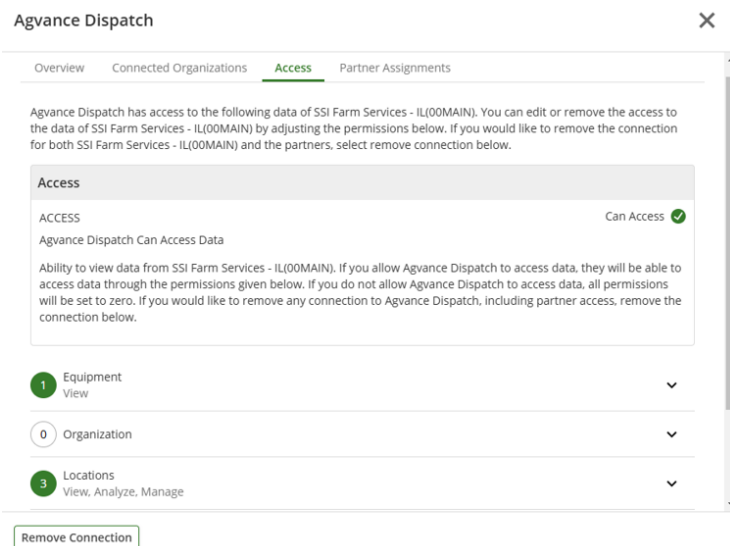 Agvance Dispatch
Overview Connected Organizations Access Partner Assignments
Agvance Dispatch has access to the following data of SSI Farm Services - IL(00MAIN). You can edit or remove the access to
the data of SSI Farm Services - IL(00MAIN) by adjusting the permissions below. If you would like to remove the connection
for both SSI Farm Services - IL(00MAIN) and the partners, select remove connection below.
Access
ACCESS Can Access
Agvance Dispatch Can Access Data
Ability to view data from SSI Farm Services - IL(00MAIN). If you allow Agvance Dispatch to access data, they will be able to
access data through the permissions given below. If you do not allow Agvance Dispatch to access data, all permissions
will be set to zero. If you would like to remove any connection to Agvance Dispatch, including partner access, remove the
connection below.
1 Equipment
View
0 Organization
3 Locations
View, Analyze, Manage
Remove Connection